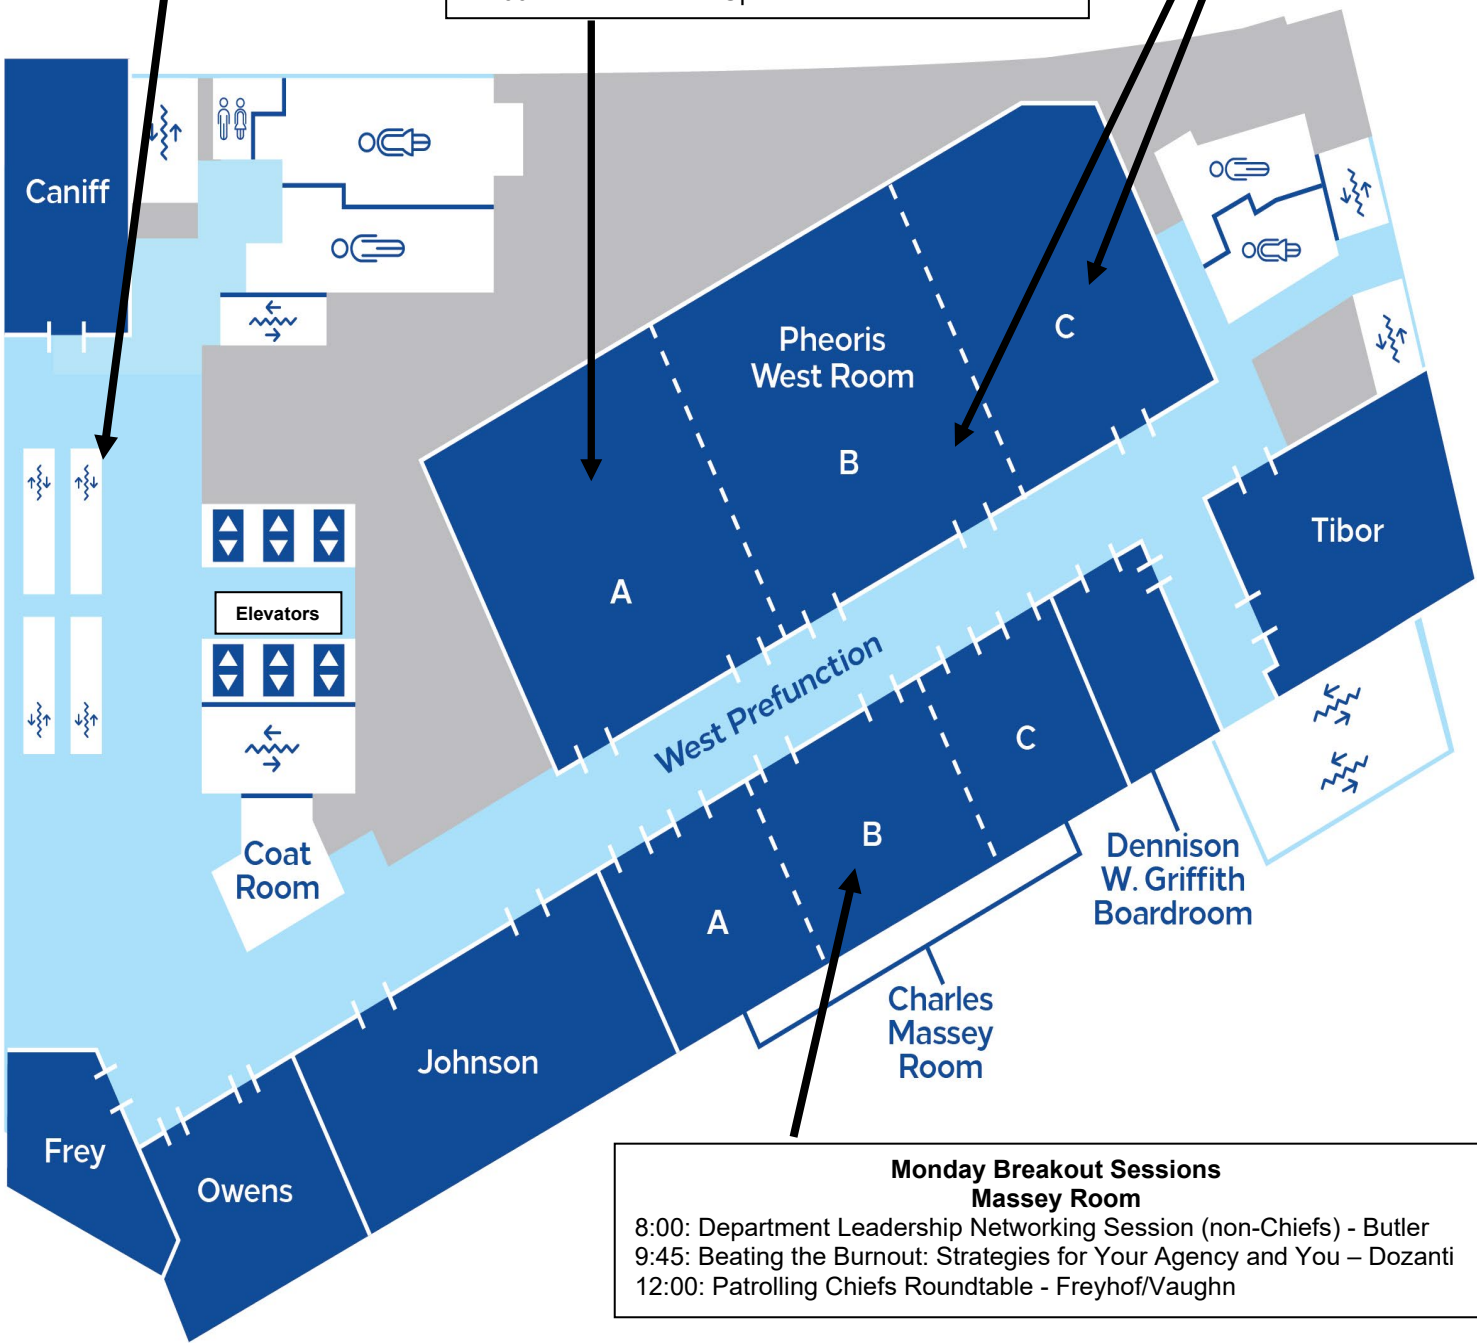 Caniff
Pheoris
West Room
C
B
A
Tibor
Elevators
West Prefunction
C
B
A
Coat
Room
Dennison
W. Griffith
Boardroom
Charles
Massey
Room
Johnson
Frey
Owens
Monday Breakout Sessions
Massey Room
8:00: Department Leadership Networking Session (non-Chiefs) - Butler
9:45: Beating the Burnout: Strategies for Your Agency and You – Dozanti
12:00: Patrolling Chiefs Roundtable - Freyhof/Vaughn